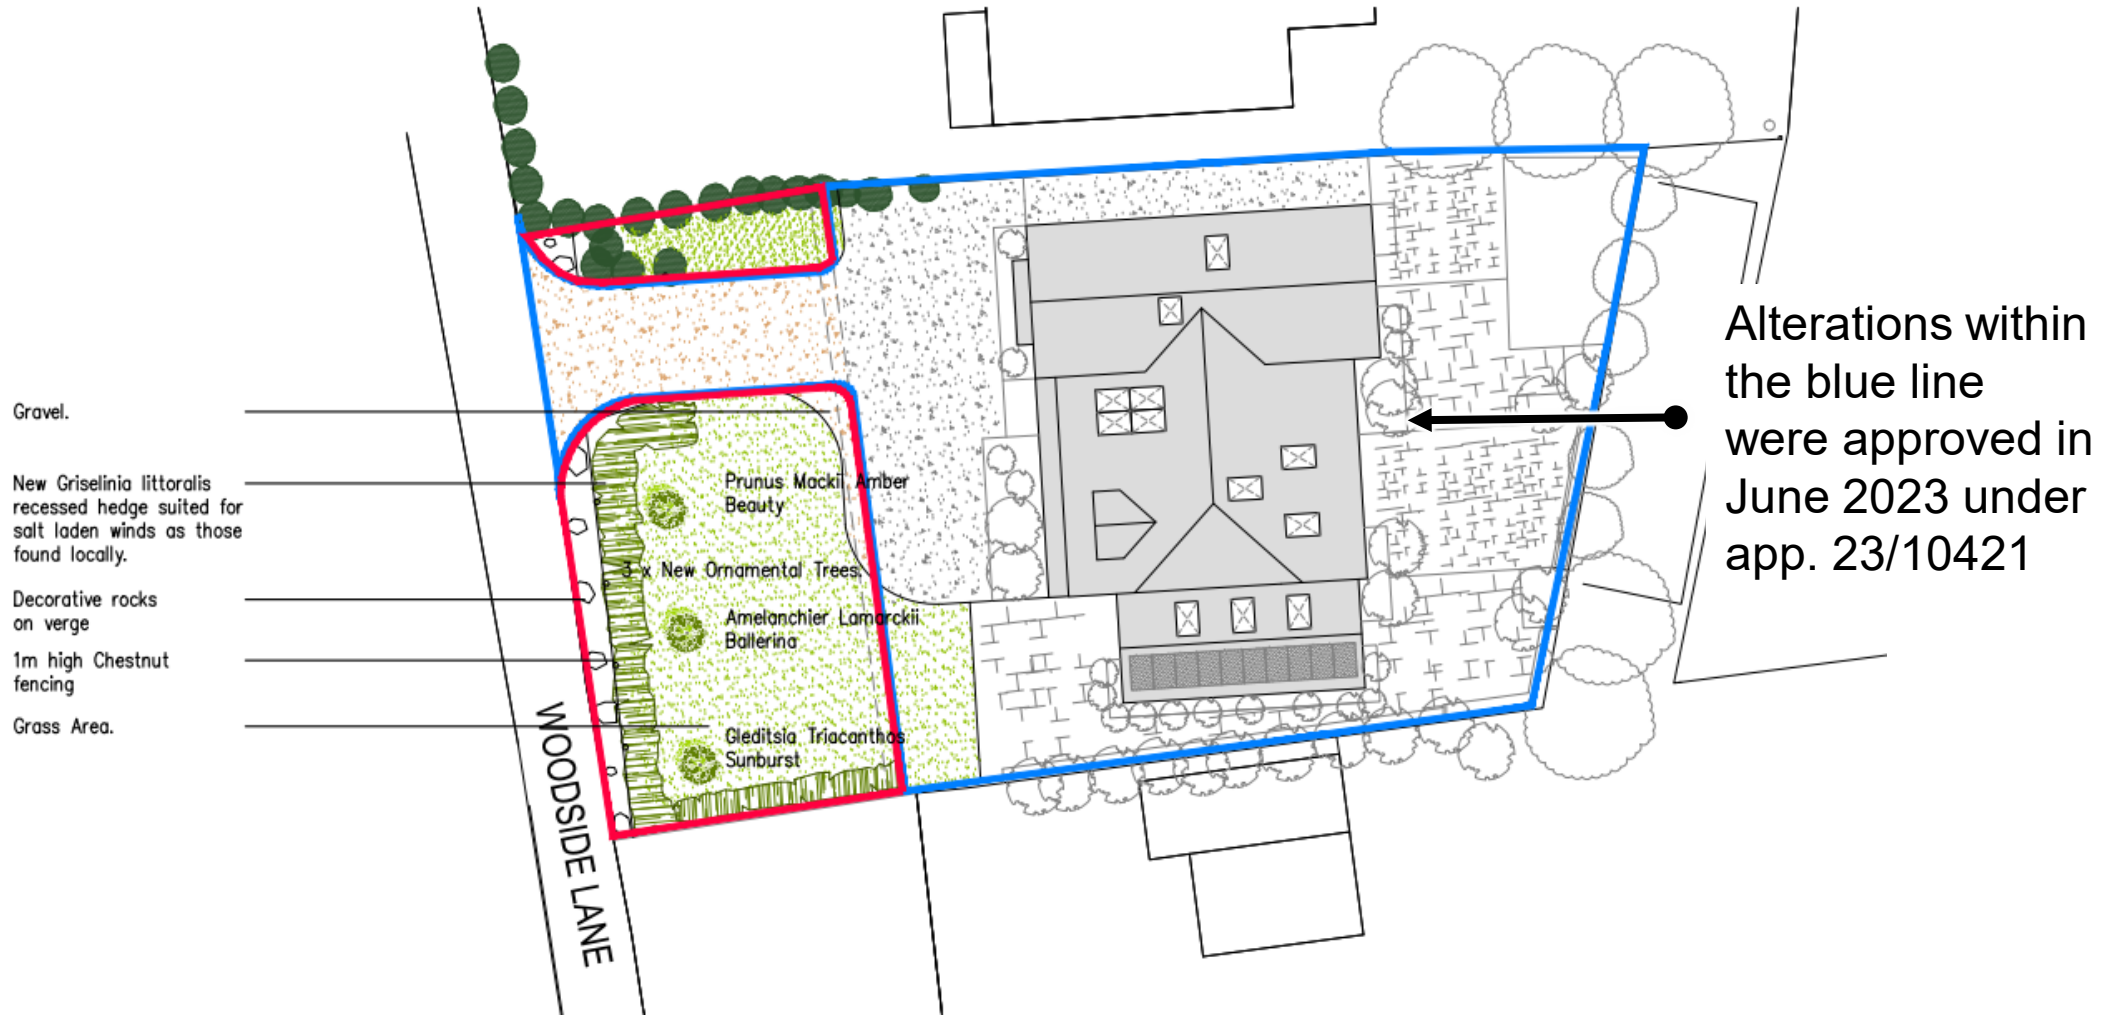 Gravel.
New Griselinia littoralis
recessed hedge suited for
salt laden winds as those
found locally.
Decorative rocks
on verge
1m high Chestnut
fencing
Grass Area.
WOODSIDE LANE
Prunus Mackii Amber
Beauty
3 x New Ornamental Trees.
Amelanchier Lamarckii
Ballerina
Gleditsia Triacanthos
Sunburst
Alterations within
the blue line
were approved in
June 2023 under
app. 23/10421